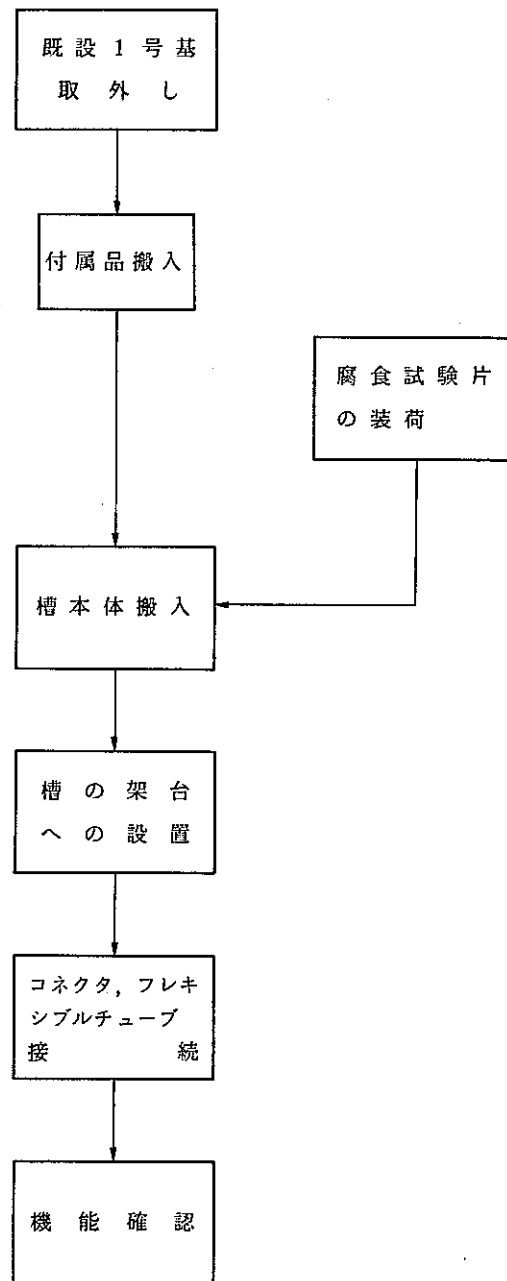 既設1号基
取外し
付属品搬入
腐食試験片
の装荷
槽本体搬入
槽の架台
への設置
コネクタ,フレキ
シブルチューブ
接続
機能確認